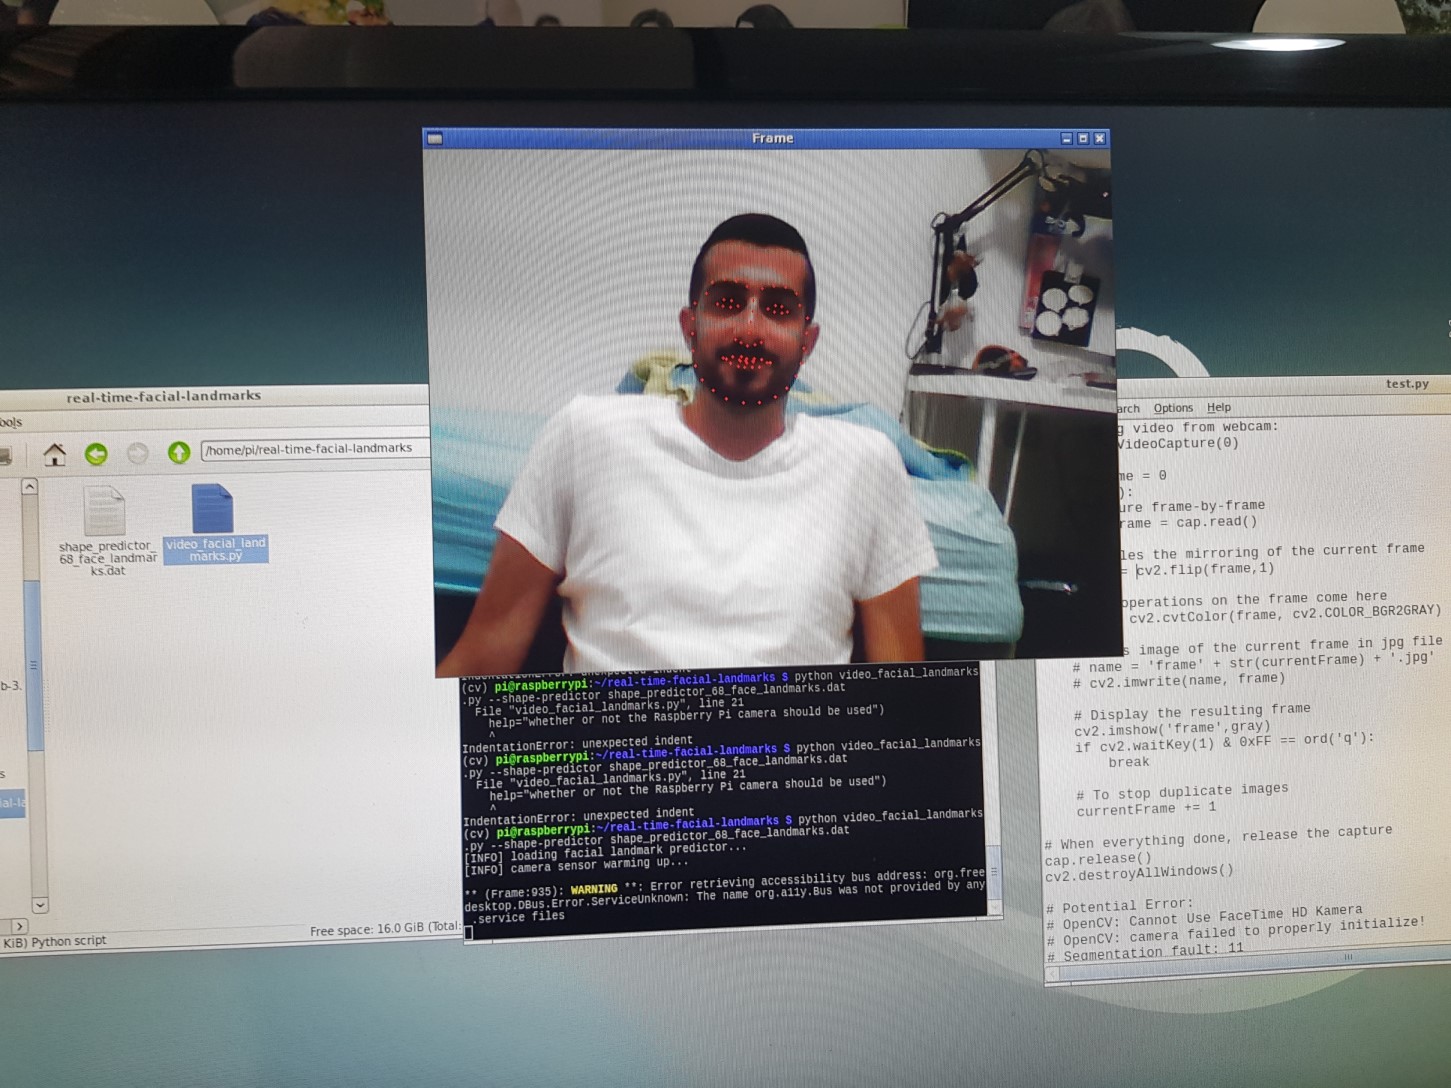 Frame
real-time-facial-landmarks
ools
/home/pi/real-time-facial-landmarks
shape_predictor_
68_face_landmar
ks.dat
video_facial_land
marks.py
b-3.
s
al-la
KiB) Python script
Free space: 16.0 GiB (Total:
IndentationError: unexpected indent
(cv) pi@raspberrypi:~/real-time-facial-landmarks $ python video_facial_landmarks
.py --shape-predictor shape_predictor_68_face_landmarks.dat
File "video_facial_landmarks.py", line 21
help="whether or not the Raspberry Pi camera should be used")
^
IndentationError: unexpected indent
(cv) pi@raspberrypi:~/real-time-facial-landmarks $ python video_facial_landmarks
.py --shape-predictor shape_predictor_68_face_landmarks.dat
File "video_facial_landmarks.py", line 21
help="whether or not the Raspberry Pi camera should be used")
^
IndentationError: unexpected indent
(cv) pi@raspberrypi:~/real-time-facial-landmarks $ python video_facial_landmarks
.py --shape-predictor shape_predictor_68_face_landmarks.dat
[INFO] loading facial landmark predictor...
[INFO] camera sensor warming up...
** (Frame:935): WARNING **: Error retrieving accessibility bus address: org.free
desktop.DBus.Error.ServiceUnknown: The name org.a11y.Bus was not provided by any
.service files
test.py
arch Options Help
g video from webcam:
VideoCapture(0)
me = 0
):
ure frame-by-frame
rame = cap.read()
les the mirroring of the current frame
= cv2.flip(frame,1)
operations on the frame come here
cv2.cvtColor(frame, cv2.COLOR_BGR2GRAY)
s image of the current frame in jpg file
# name = 'frame' + str(currentFrame) + '.jpg'
# cv2.imwrite(name, frame)
# Display the resulting frame
cv2.imshow('frame',gray)
if cv2.waitKey(1) & 0xFF == ord('q'):
break
# To stop duplicate images
currentFrame += 1
# When everything done, release the capture
cap.release()
cv2.destroyAllWindows()
# Potential Error:
# OpenCV: Cannot Use FaceTime HD Kamera
# OpenCV: camera failed to properly initialize!
# Segmentation fault: 11